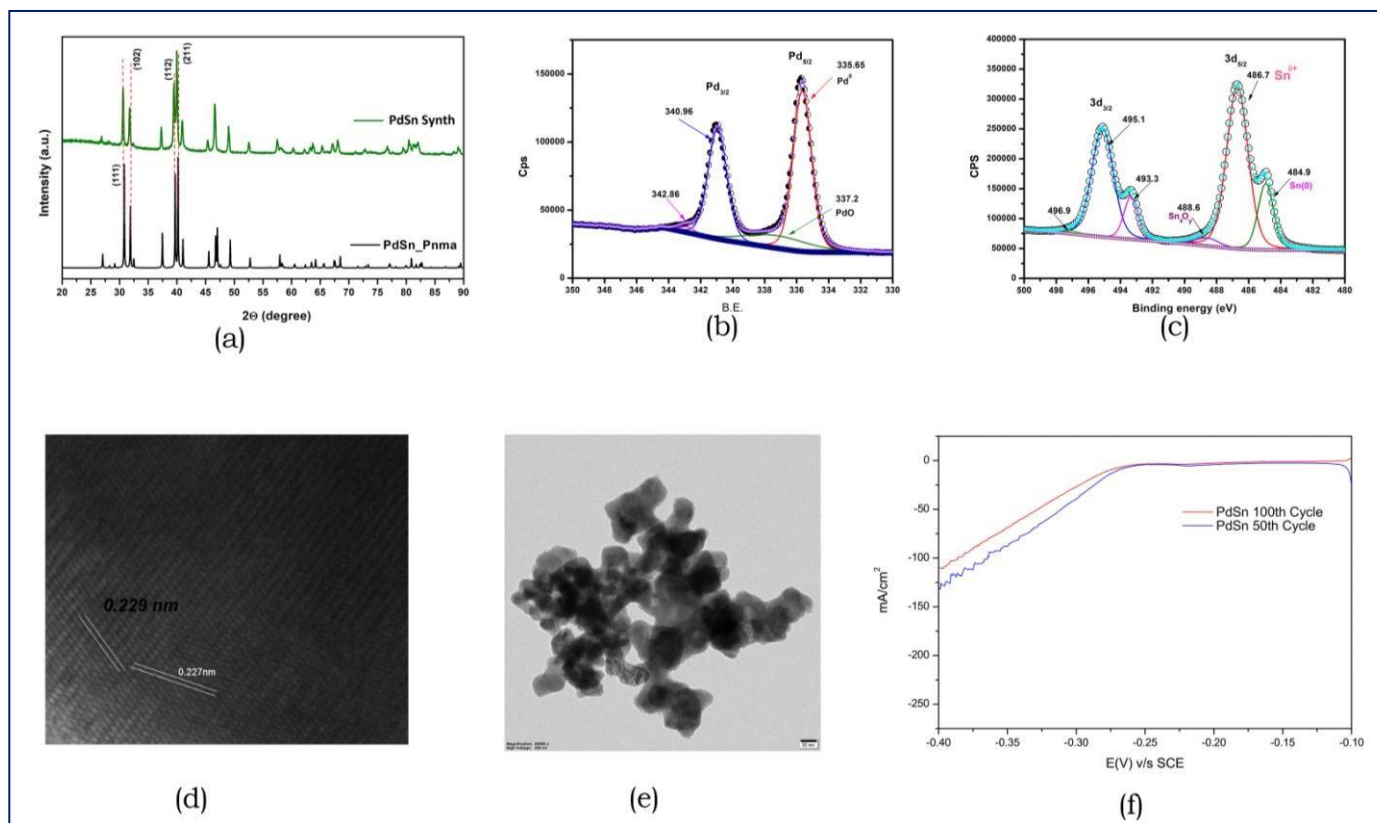 (111)
(102)
(112)
(211)
PdSn Synth
PdSn_Pnma
Intensity (a.u.)
20 25 30 35 40 45 50 55 60 65 70 75 80 85 90
2Θ (degree)
(a)
Pd3/2
Pd5/2
335.65
Pd0
340.96
342.86
337.2
PdO
150000
100000
50000
0
Cps
350 348 346 344 342 340 338 336 334 332 330
B.E.
(b)
400000
350000
300000
250000
200000
150000
100000
50000
0
CPS
3d5/2
486.7
Snδ+
3d3/2
495.1
493.3
484.9
Sn(0)
488.6
SnxOy
496.9
500 498 496 494 492 490 488 486 484 482 480
Binding energy (eV)
(c)
0.229 nm
0.227nm
(d)
20 nm
(e)
0
-50
-100
-150
-200
-250
mA/cm2
PdSn 100th Cycle
PdSn 50th Cycle
-0.40 -0.35 -0.30 -0.25 -0.20 -0.15 -0.10
E(V) v/s SCE
(f)